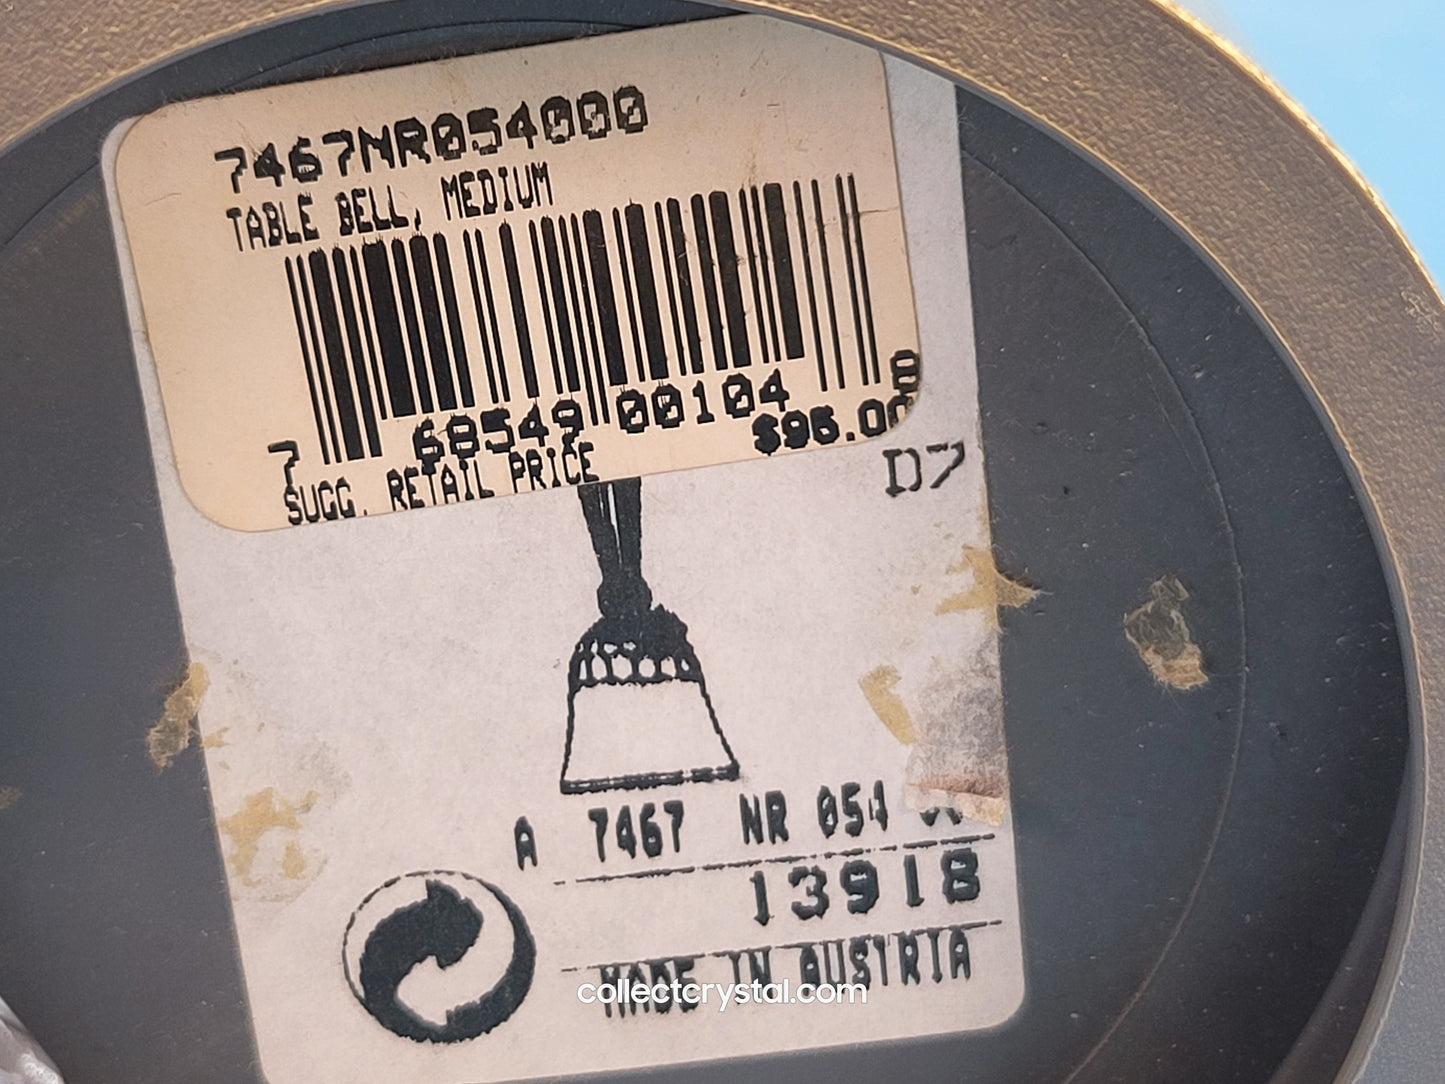 7467NR054000
TABLE BELL, MEDIUM
7 68549 00104
SUGG. RETAIL PRICE $95.00
D7
A 7467 NR 054
13918
MADE IN AUSTRIA
collectcrystal.com